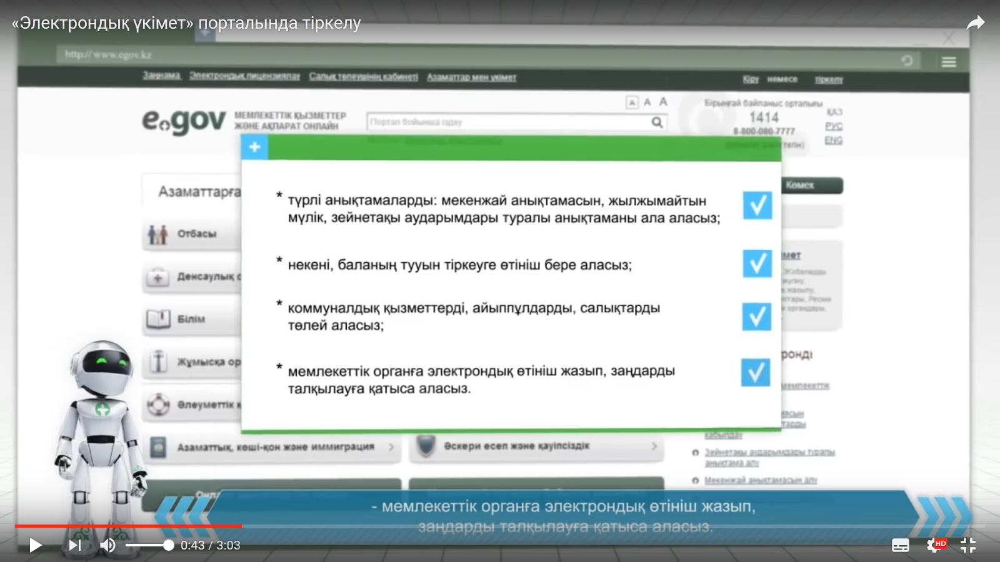 «Электрондық үкімет» порталында тіркелу
http://www.egov.kz
Заңнама Электрондық лицензиялау Салық төлеушінің кабинеті Азаматтар мен үкімет Кіру немесе тіркелу
A A A
e.gov
МЕМЛЕКЕТТІК ҚЫЗМЕТТЕР
ЖӘНЕ АҚПАРАТ ОНЛАЙН
Портал бойынша іздеу
Бірыңғай байланыс орталығы
1414
8-800-080-7777
тегін)
ҚАЗ
РУС
ENG
Азаматтарға
Көмек
Отбасы
Денсаулық с
Білім
Жұмысқа ор
Әлеуметтік қ
Азаматтық, көші-қон және иммиграция
Әскери есеп және қауіпсіздік
* түрлі анықтамаларды: мекенжай анықтамасын, жылжымайтын
мүлік, зейнетақы аударымдары туралы анықтаманы ала аласыз;
* некені, баланың тууын тіркеуге өтініш бере аласыз;
* коммуналдық қызметтерді, айыппұлдарды, салықтарды
төлей аласыз;
* мемлекеттік органға электрондық өтініш жазып, заңдарды
талқылауға қатыса аласыз.
мемлекеттік
қабылдау
Зейнетақы аударымдары туралы
анықтама алу
Мекенжай анықтамасын алу
- мемлекеттік органға электрондық өтініш жазып,
заңдарды талқылауға қатыса аласыз.
0:43 / 3:03
HD